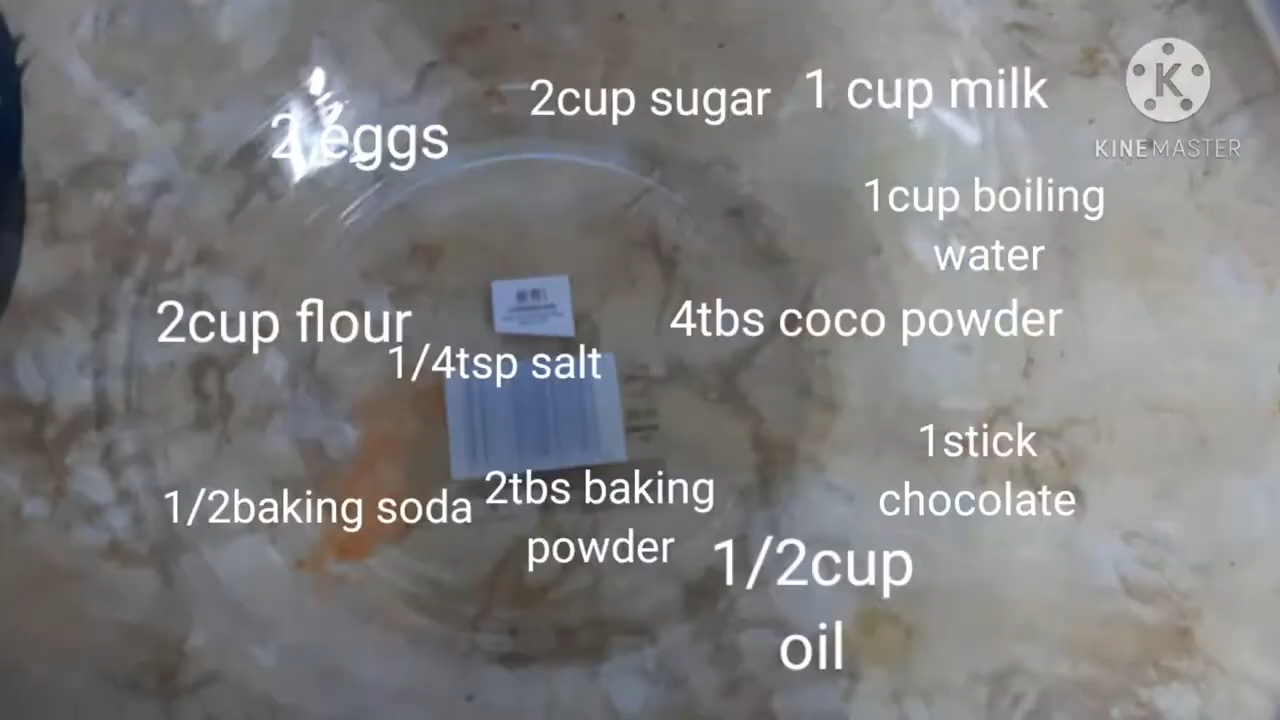 2cup sugar
1 cup milk
2 eggs
KINEMASTER
1cup boiling
water
2cup flour
4tbs coco powder
1/4tsp salt
1stick
chocolate
1/2baking soda
2tbs baking
powder
1/2cup
oil